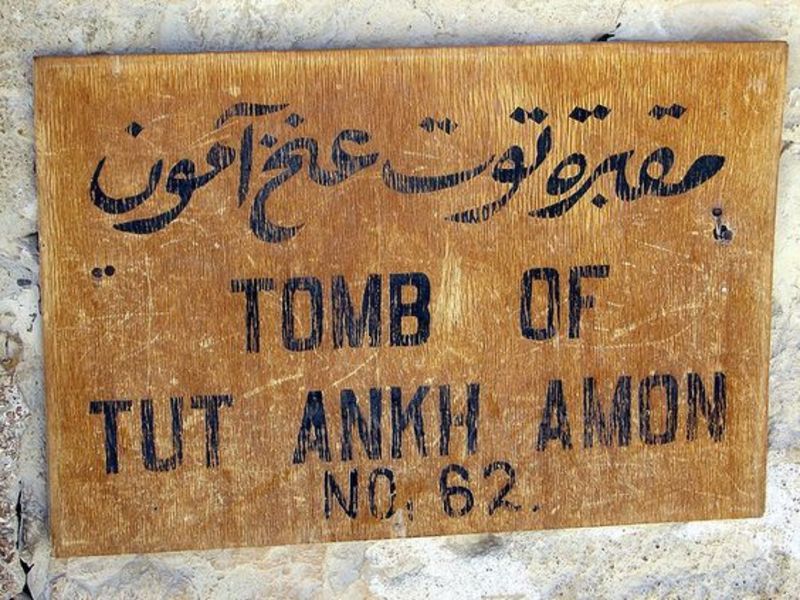 مقبرة توت عنخ آمون
TOMB OF
TUT ANKH AMON
NO. 62.